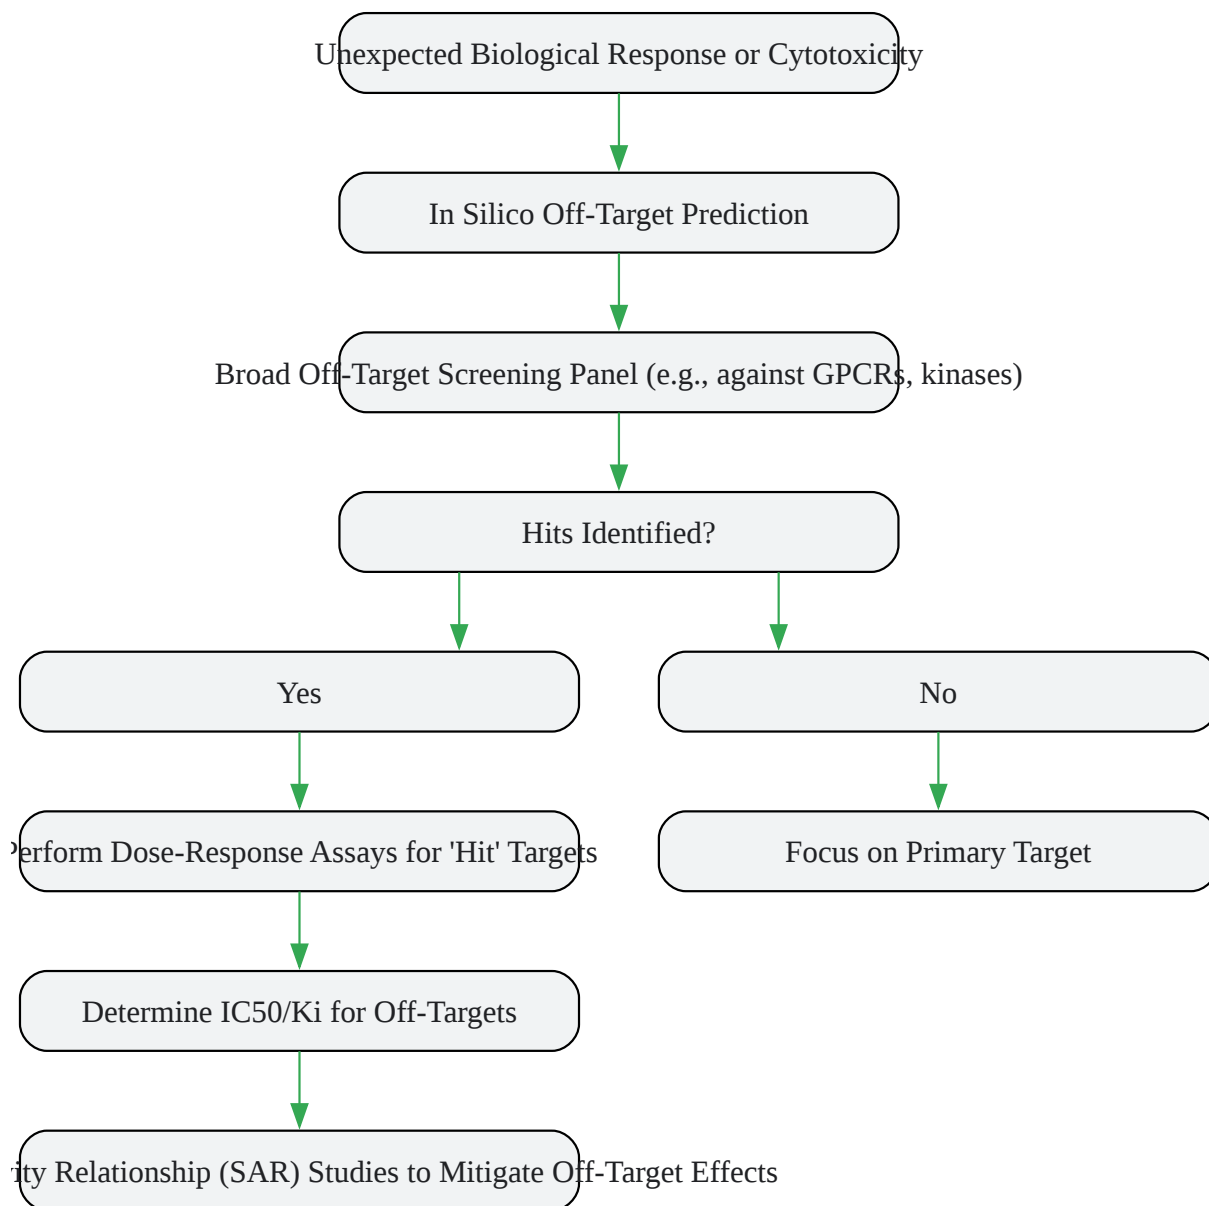 Unexpected Biological Response or Cytotoxicity
In Silico Off-Target Prediction
Broad Off-Target Screening Panel (e.g., against GPCRs, kinases)
Hits Identified?
Yes
No
Perform Dose-Response Assays for 'Hit' Targets
Focus on Primary Target
Determine IC50/Ki for Off-Targets
Relationship (SAR) Studies to Mitigate Off-Target Effects